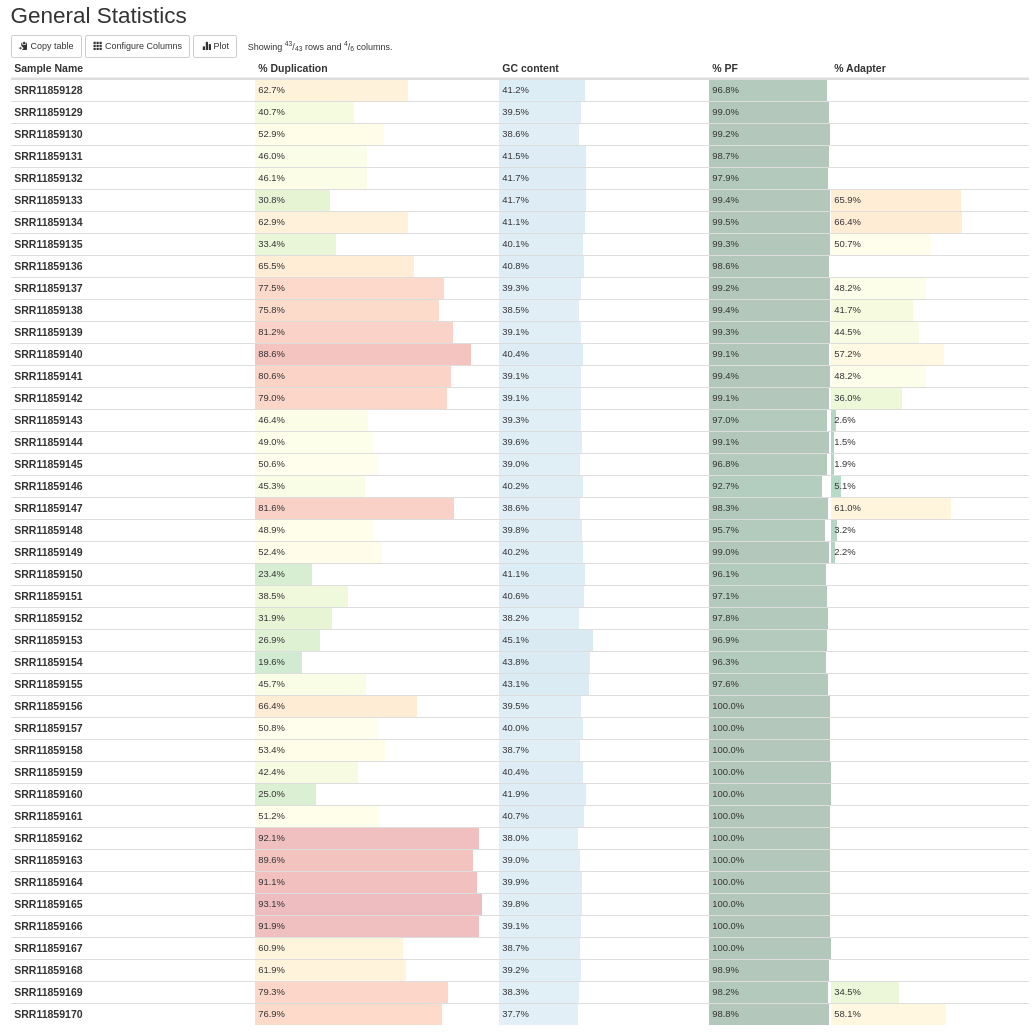 General Statistics
Copy table Configure Columns Plot Showing 43/43 rows and 4/6 columns.
Sample Name % Duplication GC content % PF % Adapter
SRR11859128 62.7% 41.2% 96.8%
SRR11859129 40.7% 39.5% 99.0%
SRR11859130 52.9% 38.6% 99.2%
SRR11859131 46.0% 41.5% 98.7%
SRR11859132 46.1% 41.7% 97.9%
SRR11859133 30.8% 41.7% 99.4% 65.9%
SRR11859134 62.9% 41.1% 99.5% 66.4%
SRR11859135 33.4% 40.1% 99.3% 50.7%
SRR11859136 65.5% 40.8% 98.6%
SRR11859137 77.5% 39.3% 99.2% 48.2%
SRR11859138 75.8% 38.5% 99.4% 41.7%
SRR11859139 81.2% 39.1% 99.3% 44.5%
SRR11859140 88.6% 40.4% 99.1% 57.2%
SRR11859141 80.6% 39.1% 99.4% 48.2%
SRR11859142 79.0% 39.1% 99.1% 36.0%
SRR11859143 46.4% 39.3% 97.0% 2.6%
SRR11859144 49.0% 39.6% 99.1% 1.5%
SRR11859145 50.6% 39.0% 96.8% 1.9%
SRR11859146 45.3% 40.2% 92.7% 5.1%
SRR11859147 81.6% 38.6% 98.3% 61.0%
SRR11859148 48.9% 39.8% 95.7% 3.2%
SRR11859149 52.4% 40.2% 99.0% 2.2%
SRR11859150 23.4% 41.1% 96.1%
SRR11859151 38.5% 40.6% 97.1%
SRR11859152 31.9% 38.2% 97.8%
SRR11859153 26.9% 45.1% 96.9%
SRR11859154 19.6% 43.8% 96.3%
SRR11859155 45.7% 43.1% 97.6%
SRR11859156 66.4% 39.5% 100.0%
SRR11859157 50.8% 40.0% 100.0%
SRR11859158 53.4% 38.7% 100.0%
SRR11859159 42.4% 40.4% 100.0%
SRR11859160 25.0% 41.9% 100.0%
SRR11859161 51.2% 40.7% 100.0%
SRR11859162 92.1% 38.0% 100.0%
SRR11859163 89.6% 39.0% 100.0%
SRR11859164 91.1% 39.9% 100.0%
SRR11859165 93.1% 39.8% 100.0%
SRR11859166 91.9% 39.1% 100.0%
SRR11859167 60.9% 38.7% 100.0%
SRR11859168 61.9% 39.2% 98.9%
SRR11859169 79.3% 38.3% 98.2% 34.5%
SRR11859170 76.9% 37.7% 98.8% 58.1%